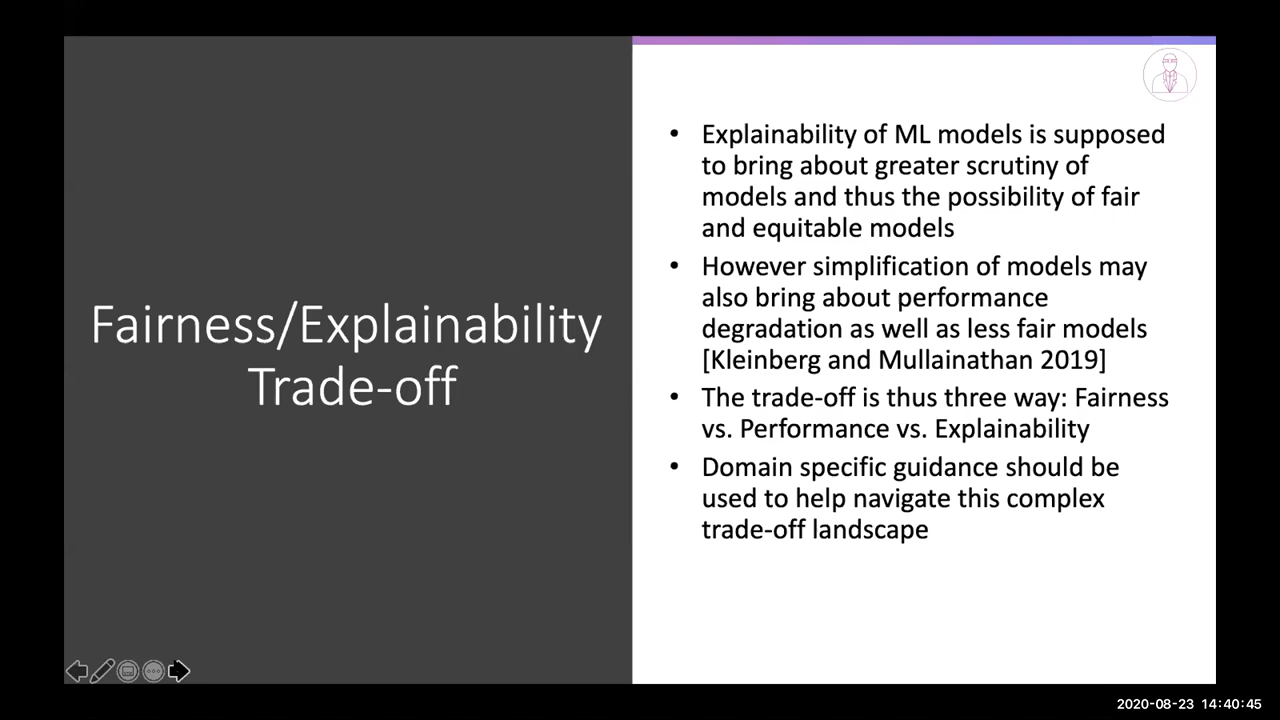 Fairness/Explainability
Trade-off
• Explainability of ML models is supposed
to bring about greater scrutiny of
models and thus the possibility of fair
and equitable models
• However simplification of models may
also bring about performance
degradation as well as less fair models
[Kleinberg and Mullainathan 2019]
• The trade-off is thus three way: Fairness
vs. Performance vs. Explainability
• Domain specific guidance should be
used to help navigate this complex
trade-off landscape
2020-08-23 14:40:45